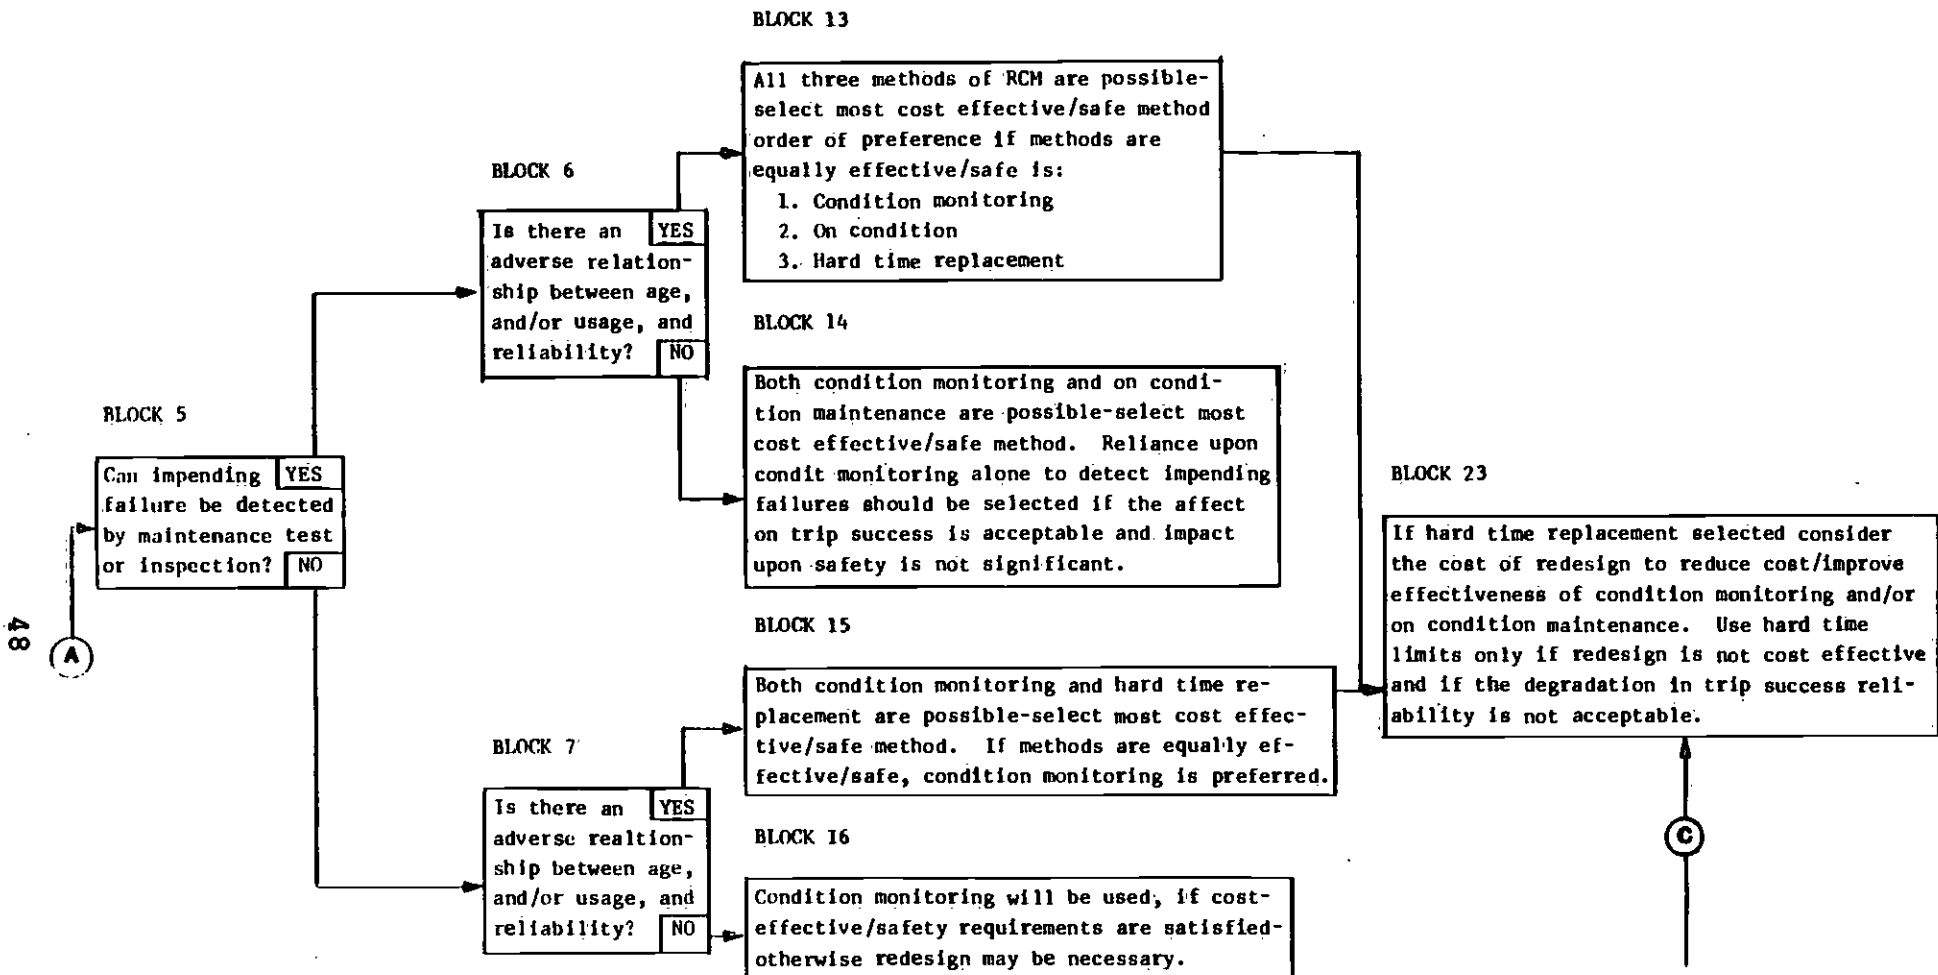 BLOCK 13
All three methods of RCM are possible-
select most cost effective/safe method
order of preference if methods are
equally effective/safe is:
1. Condition monitoring
2. On condition
3. Hard time replacement
BLOCK 6
Is there an YES
adverse relation-
ship between age,
and/or usage, and
reliability? NO
BLOCK 14
Both condition monitoring and on condi-
tion maintenance are possible-select most
cost effective/safe method. Reliance upon
condit monitoring alone to detect impending
failures should be selected if the affect
on trip success is acceptable and impact
upon safety is not significant.
BLOCK 5
Can impending YES
failure be detected
by maintenance test
or inspection? NO
A
48
BLOCK 15
Both condition monitoring and hard time re-
placement are possible-select most cost effec-
tive/safe method. If methods are equally ef-
fective/safe, condition monitoring is preferred.
BLOCK 7
Is there an YES
adverse realtion-
ship between age,
and/or usage, and
reliability? NO
BLOCK 16
Condition monitoring will be used, if cost-
effective/safety requirements are satisfied-
otherwise redesign may be necessary.
BLOCK 23
If hard time replacement selected consider
the cost of redesign to reduce cost/improve
effectiveness of condition monitoring and/or
on condition maintenance. Use hard time
limits only if redesign is not cost effective
and if the degradation in trip success reli-
ability is not acceptable.
C